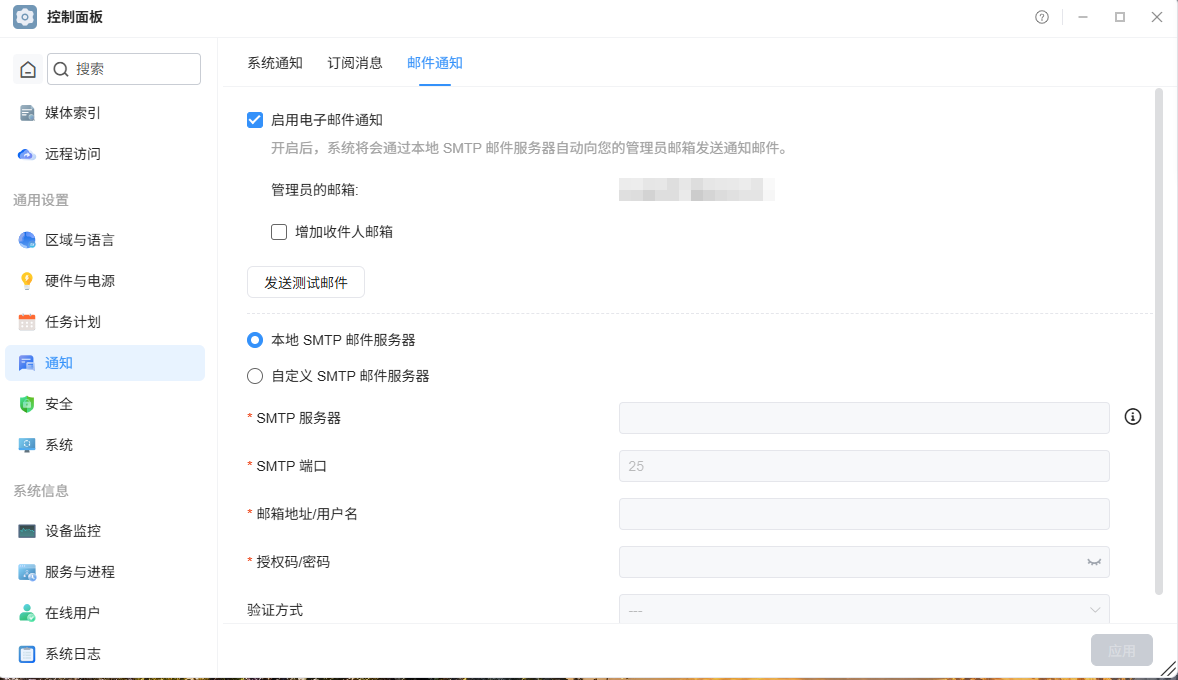 控制面板
搜索
媒体索引
远程访问
通用设置
区域与语言
硬件与电源
任务计划
通知
安全
系统
系统信息
设备监控
服务与进程
在线用户
系统日志
系统通知 订阅消息 邮件通知
启用电子邮件通知
开启后，系统将会通过本地 SMTP 邮件服务器自动向您的管理员邮箱发送通知邮件。
管理员的邮箱:
增加收件人邮箱
发送测试邮件
本地 SMTP 邮件服务器
自定义 SMTP 邮件服务器
* SMTP 服务器
* SMTP 端口 25
* 邮箱地址/用户名
* 授权码/密码
验证方式 ---
应用